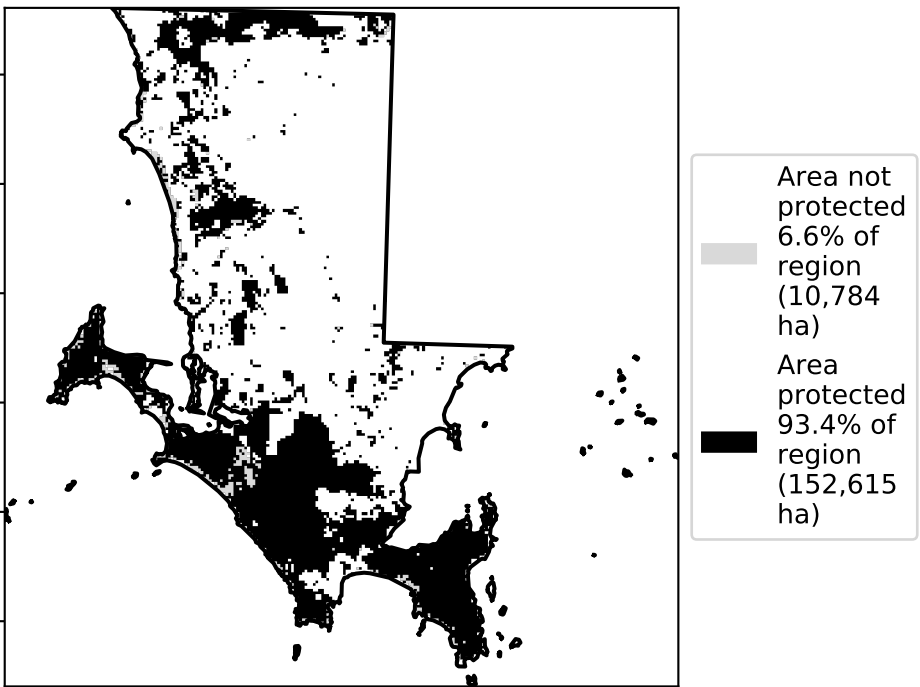 Area not
protected
6.6% of
region
(10,784
ha)
Area
protected
93.4% of
region
(152,615
ha)